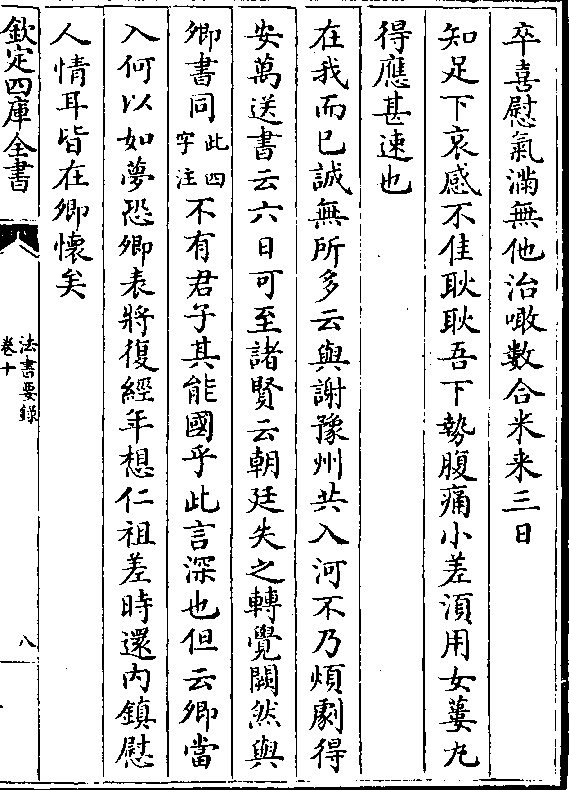 卒喜慰氣滿無他治噉數合米来三日
知足下哀感不佳耿耿吾下勢腹痛小差湏用女蔞丸
得應甚速也
在我而已誠無所多云與謝豫州共入河不乃煩劇得
安萬送書云六日可至諸賢云朝廷失之轉覺闕然與
卿書同此四字注不有君子其能國乎此言深也但云卿當
入何以如夢恐卿表將復經年想仁祖差時還内鎮慰
人情耳皆在卿懷矣
欽定四庫全書
法書要録
卷十
八